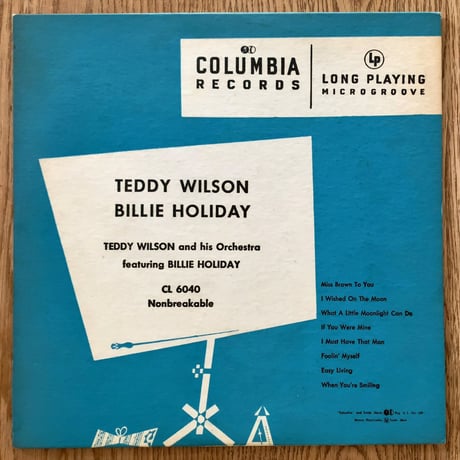 COLUMBIA
RECORDS
LP
LONG PLAYING
MICROGROOVE
TEDDY WILSON
BILLIE HOLIDAY
TEDDY WILSON and his Orchestra
featuring BILLIE HOLIDAY
CL 6040
Nonbreakable
Miss Brown To You
I Wished On The Moon
What A Little Moonlight Can Do
If You Were Mine
I Must Have That Man
Foolin' Myself
Easy Living
When You're Smiling